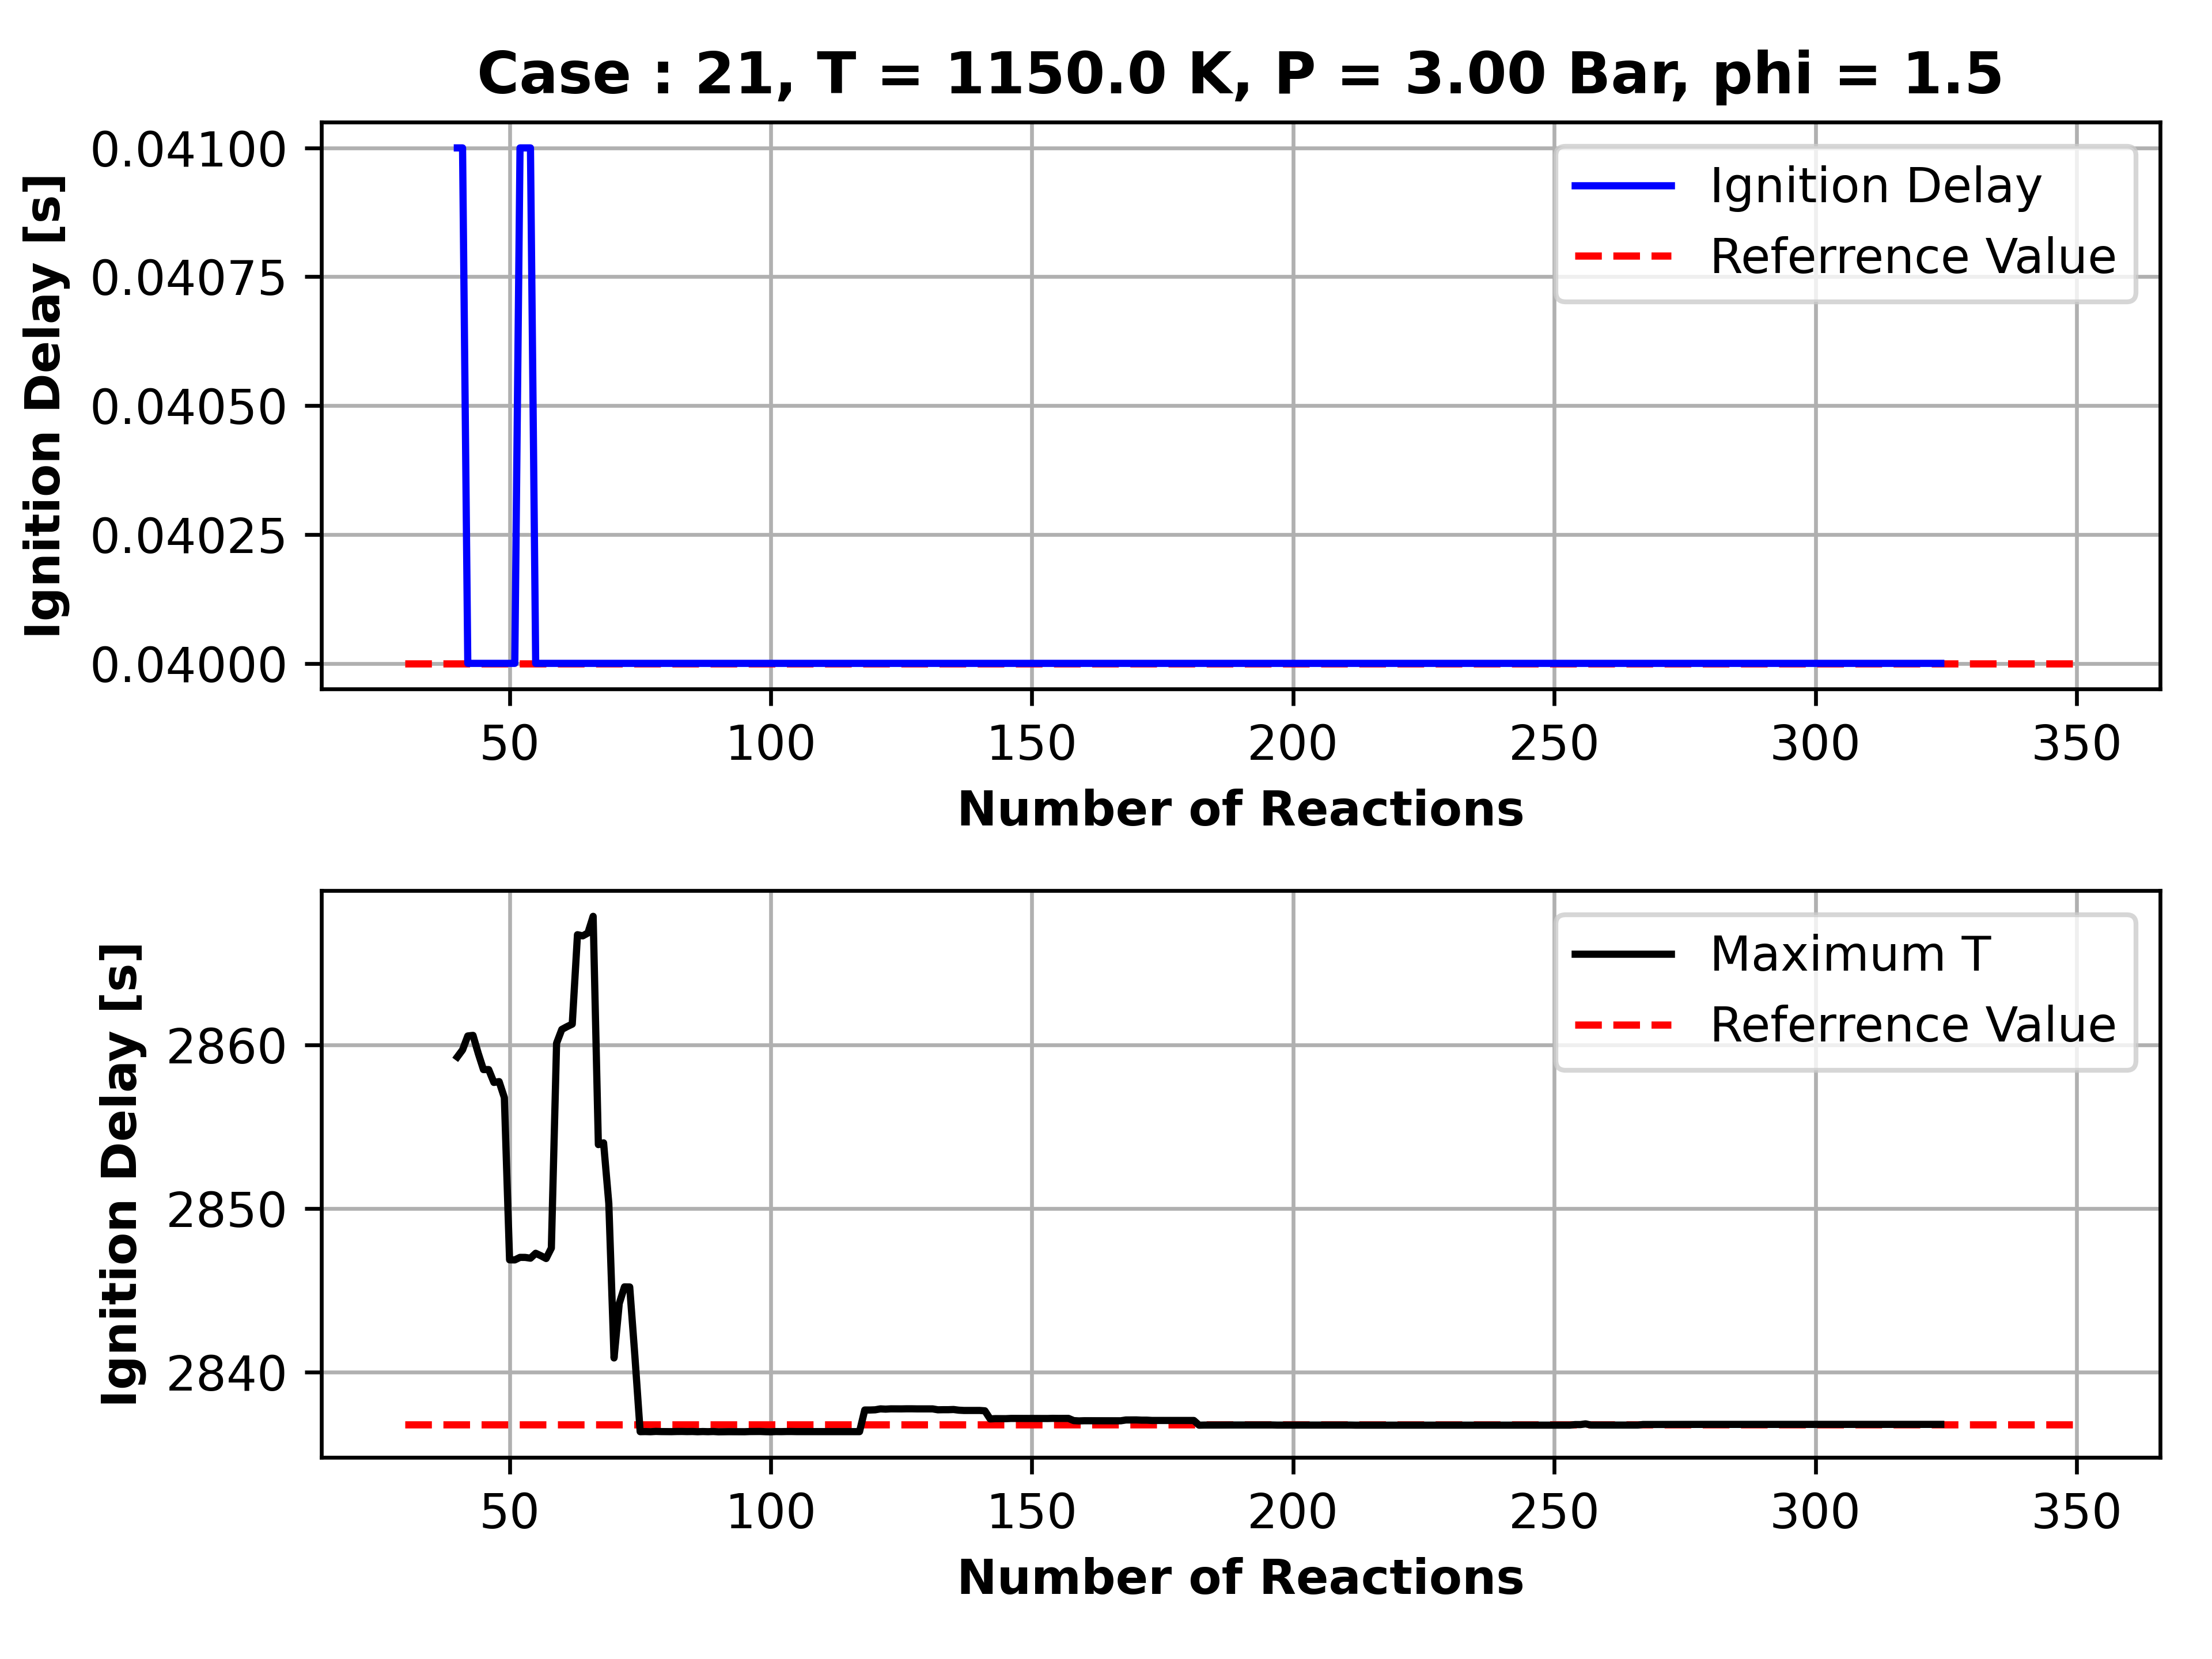 Case : 21, T = 1150.0 K, P = 3.00 Bar, phi = 1.5
Ignition Delay [s]
0.04100
0.04075
0.04050
0.04025
0.04000
Ignition Delay
Referrence Value
50 100 150 200 250 300 350
Number of Reactions
Ignition Delay [s]
2860
2850
2840
Maximum T
Referrence Value
50 100 150 200 250 300 350
Number of Reactions